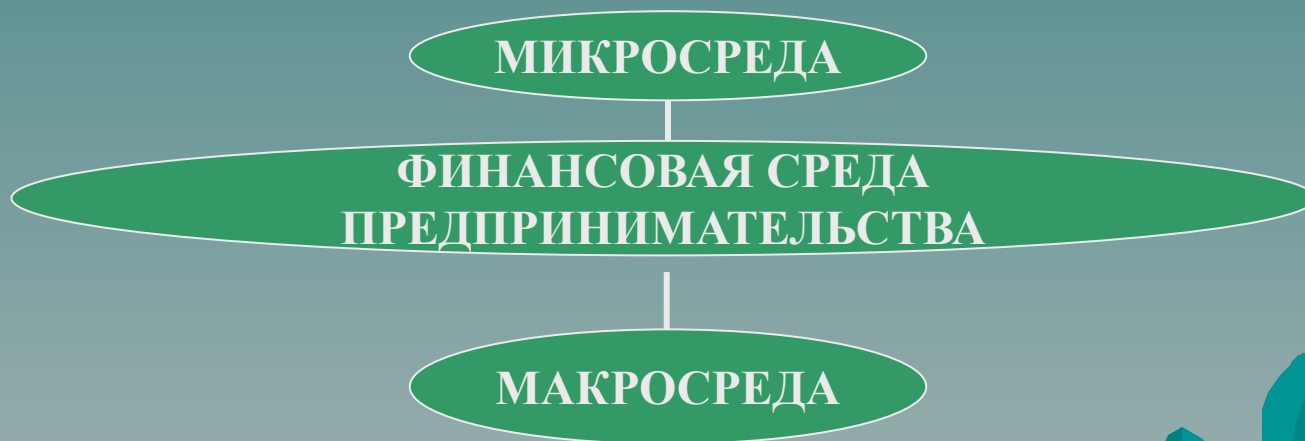 МИКРОСРЕДА
ФИНАНСОВАЯ СРЕДА
ПРЕДПРИНИМАТЕЛЬСТВА
МАКРОСРЕДА